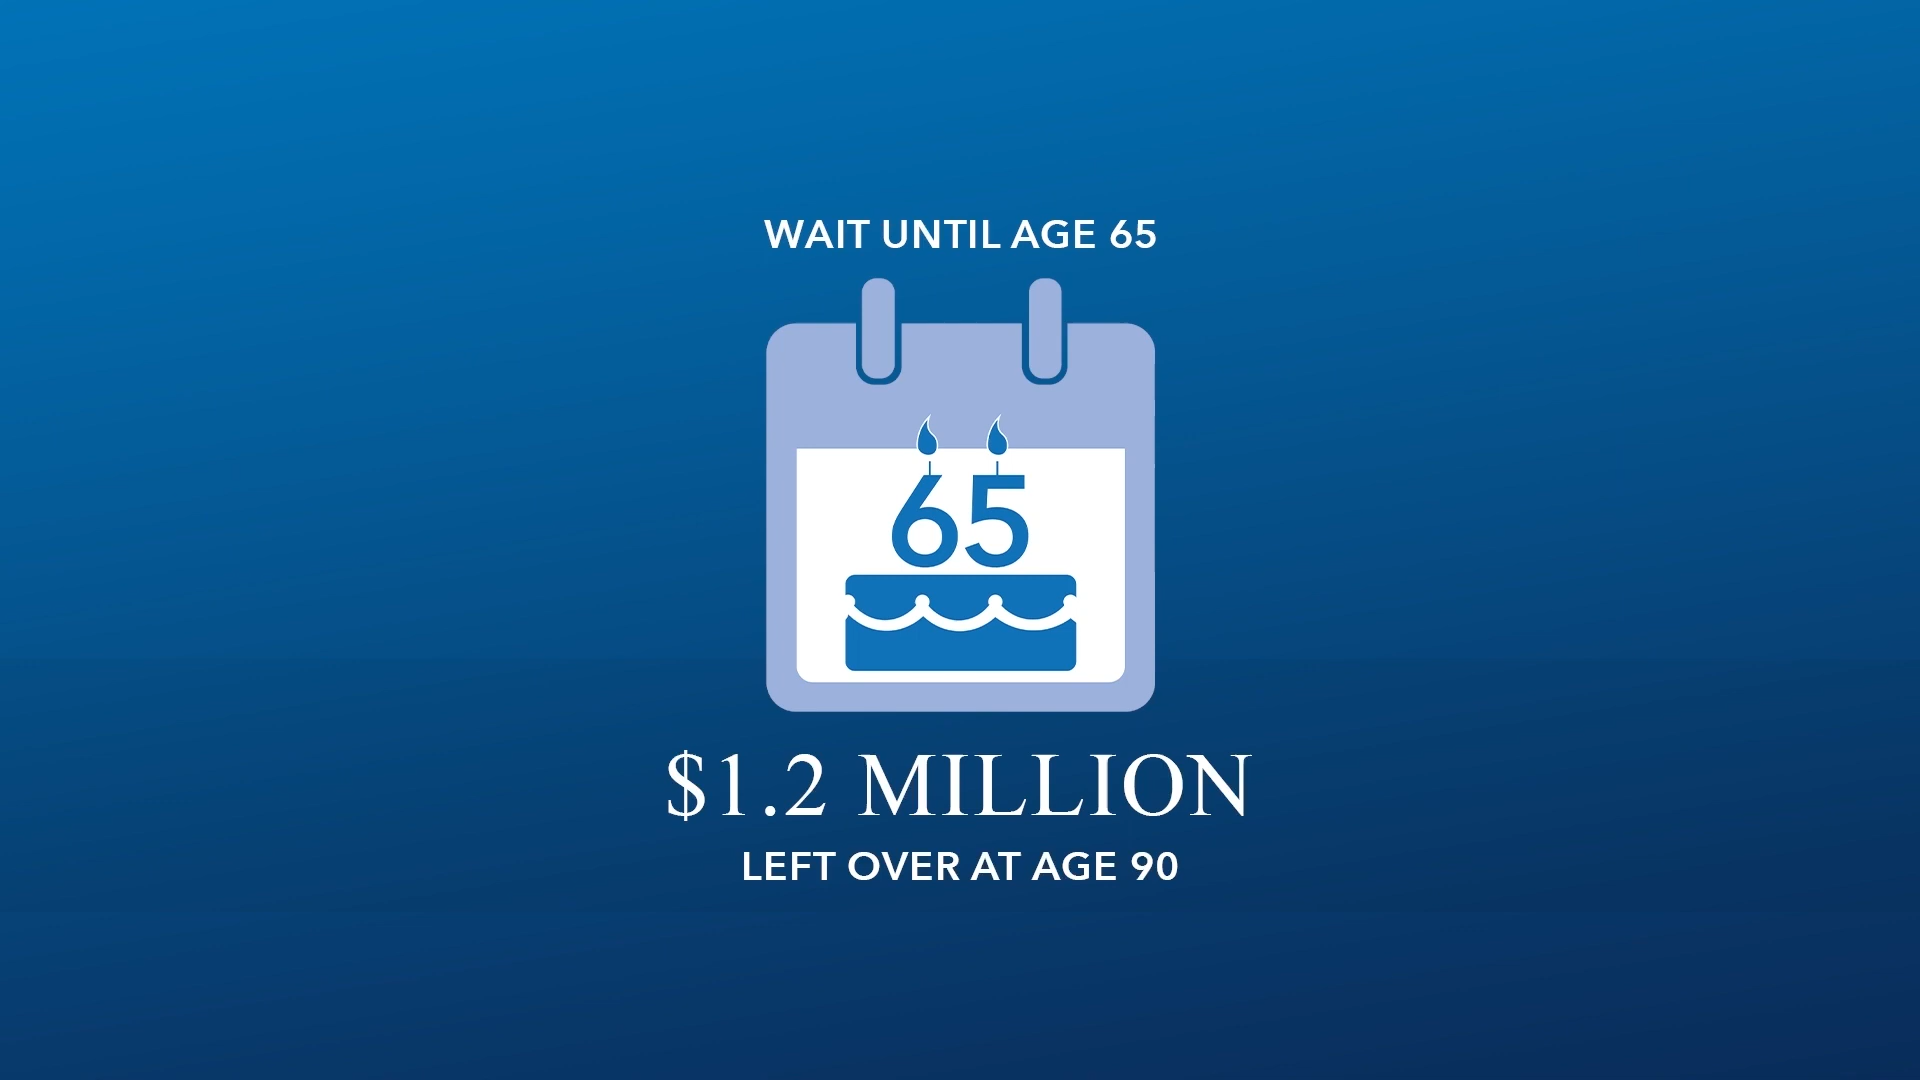 WAIT UNTIL AGE 65
65
$1.2 MILLION
LEFT OVER AT AGE 90